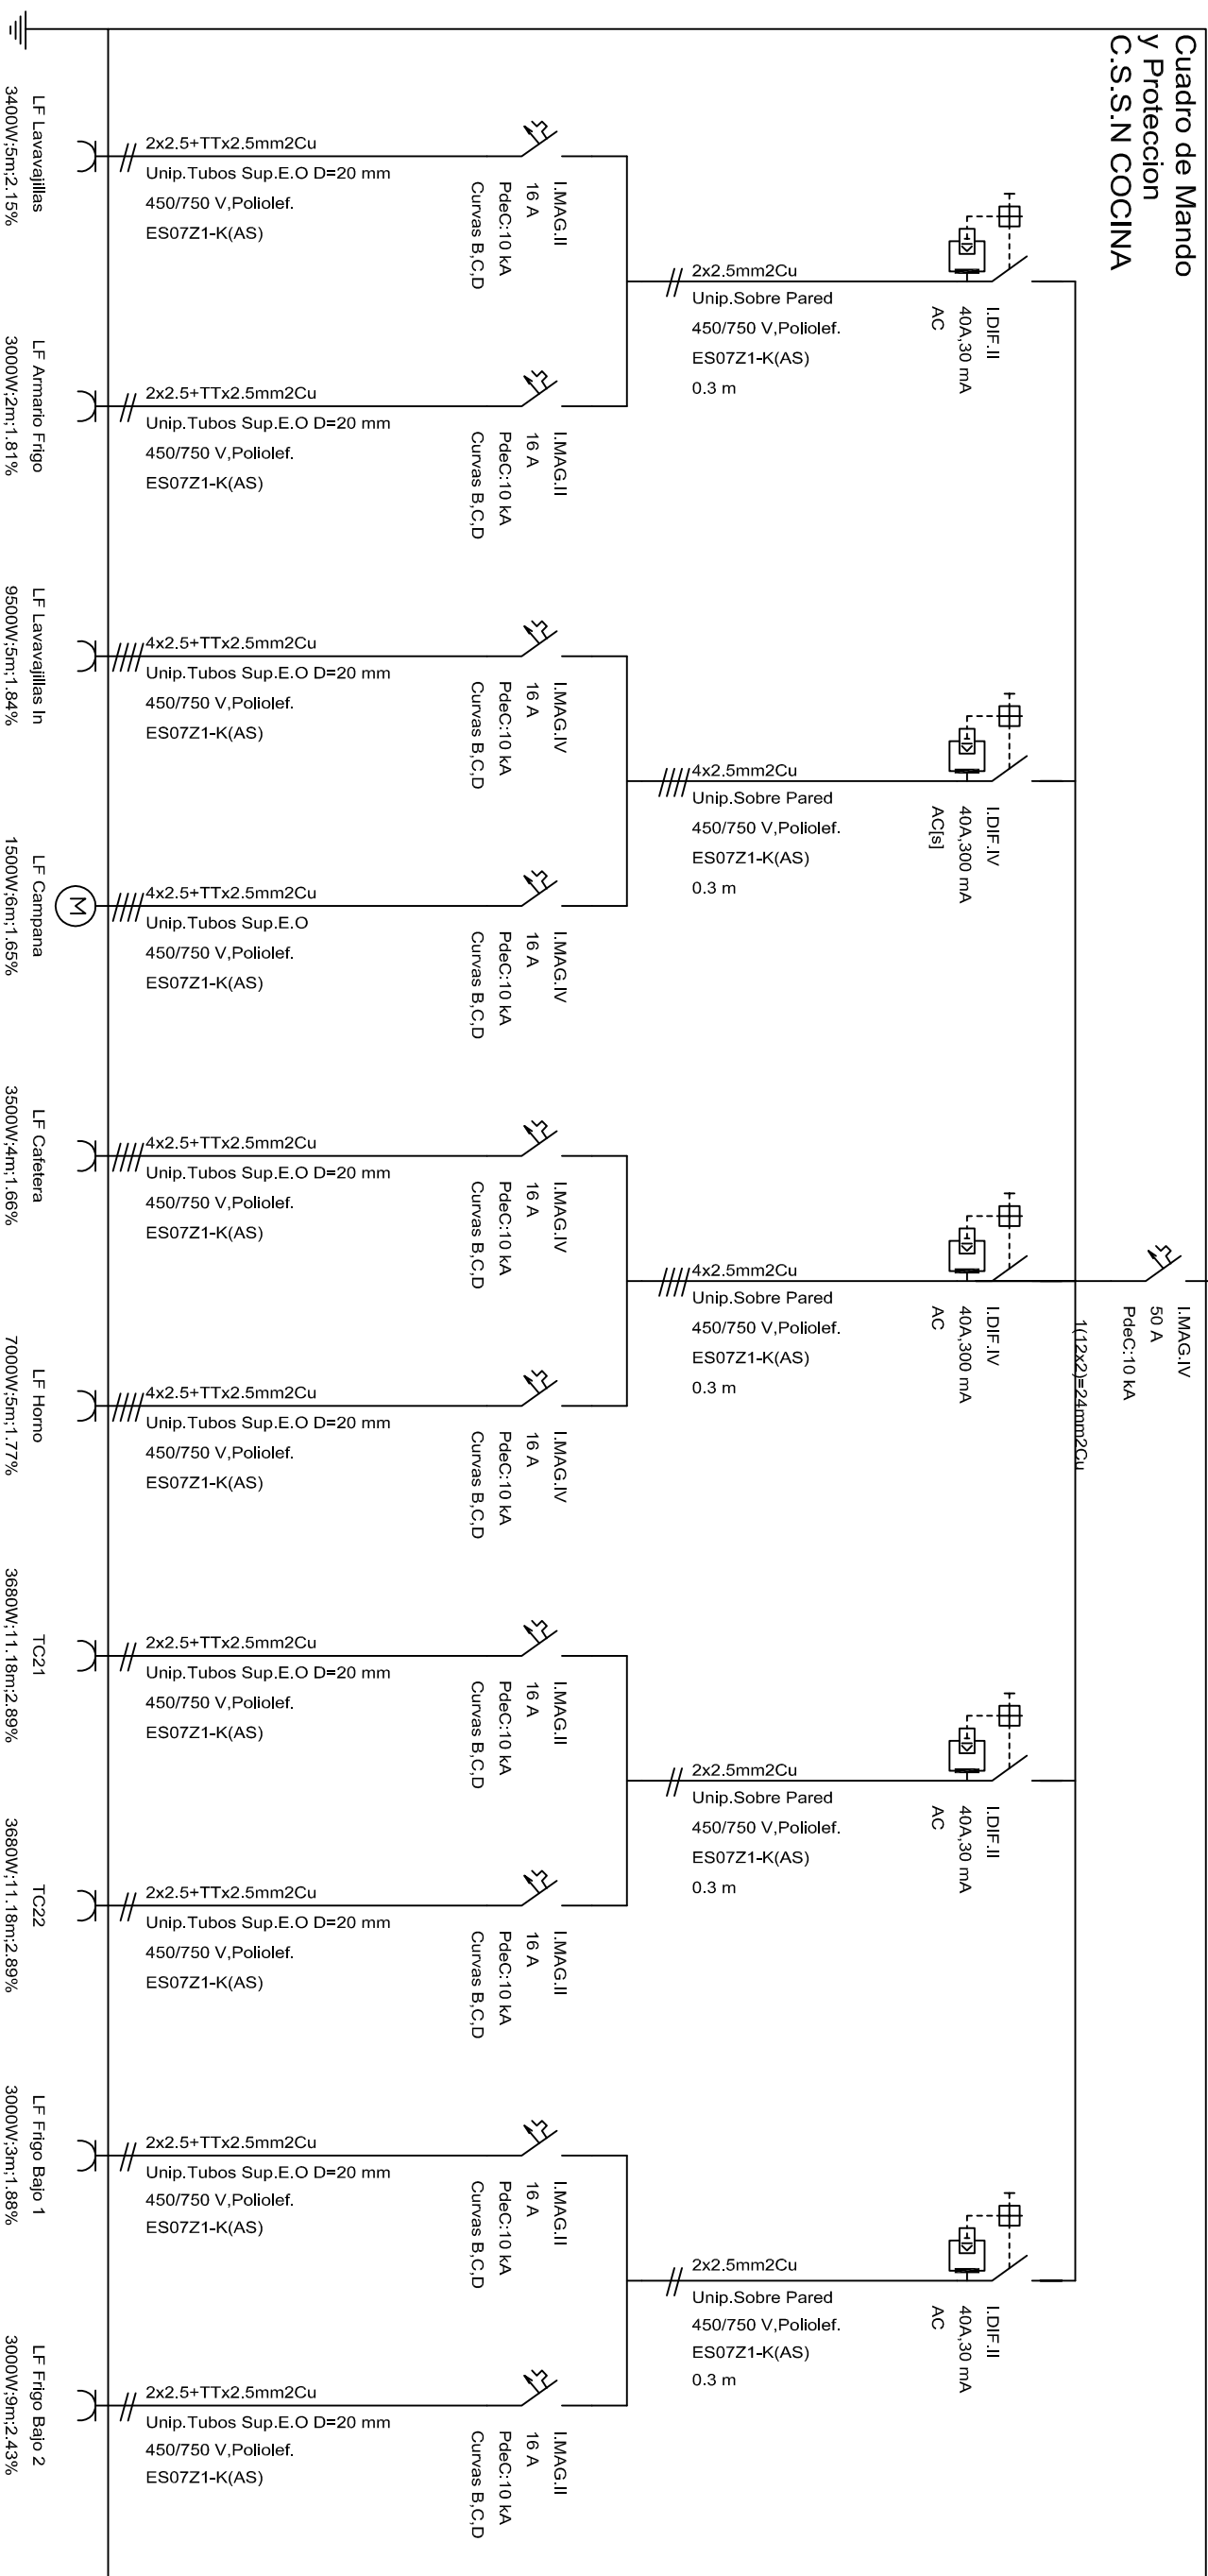 Cuadro de Mando
y Proteccion
C.S.S.N COCINA
I.MAG.IV
50 A
PdeC:10 kA
1(12x2)=24mm2Cu
I.DIF.II
40A,30 mA
AC
I.DIF.IV
40A,300 mA
AC[s]
I.DIF.IV
40A,300 mA
AC
I.DIF.II
40A,30 mA
AC
I.DIF.II
40A,30 mA
AC
2x2.5mm2Cu
Unip.Sobre Pared
450/750 V,Poliolef.
ES07Z1-K(AS)
0.3 m
4x2.5mm2Cu
Unip.Sobre Pared
450/750 V,Poliolef.
ES07Z1-K(AS)
0.3 m
4x2.5mm2Cu
Unip.Sobre Pared
450/750 V,Poliolef.
ES07Z1-K(AS)
0.3 m
2x2.5mm2Cu
Unip.Sobre Pared
450/750 V,Poliolef.
ES07Z1-K(AS)
0.3 m
2x2.5mm2Cu
Unip.Sobre Pared
450/750 V,Poliolef.
ES07Z1-K(AS)
0.3 m
I.MAG.II
16 A
PdeC:10 kA
Curvas B,C,D
I.MAG.II
16 A
PdeC:10 kA
Curvas B,C,D
I.MAG.IV
16 A
PdeC:10 kA
Curvas B,C,D
I.MAG.IV
16 A
PdeC:10 kA
Curvas B,C,D
I.MAG.IV
16 A
PdeC:10 kA
Curvas B,C,D
I.MAG.IV
16 A
PdeC:10 kA
Curvas B,C,D
I.MAG.II
16 A
PdeC:10 kA
Curvas B,C,D
I.MAG.II
16 A
PdeC:10 kA
Curvas B,C,D
I.MAG.II
16 A
PdeC:10 kA
Curvas B,C,D
I.MAG.II
16 A
PdeC:10 kA
Curvas B,C,D
2x2.5+TTx2.5mm2Cu
Unip.Tubos Sup.E.O D=20 mm
450/750 V,Poliolef.
ES07Z1-K(AS)
2x2.5+TTx2.5mm2Cu
Unip.Tubos Sup.E.O D=20 mm
450/750 V,Poliolef.
ES07Z1-K(AS)
4x2.5+TTx2.5mm2Cu
Unip.Tubos Sup.E.O D=20 mm
450/750 V,Poliolef.
ES07Z1-K(AS)
4x2.5+TTx2.5mm2Cu
Unip.Tubos Sup.E.O
450/750 V,Poliolef.
ES07Z1-K(AS)
4x2.5+TTx2.5mm2Cu
Unip.Tubos Sup.E.O D=20 mm
450/750 V,Poliolef.
ES07Z1-K(AS)
4x2.5+TTx2.5mm2Cu
Unip.Tubos Sup.E.O D=20 mm
450/750 V,Poliolef.
ES07Z1-K(AS)
2x2.5+TTx2.5mm2Cu
Unip.Tubos Sup.E.O D=20 mm
450/750 V,Poliolef.
ES07Z1-K(AS)
2x2.5+TTx2.5mm2Cu
Unip.Tubos Sup.E.O D=20 mm
450/750 V,Poliolef.
ES07Z1-K(AS)
2x2.5+TTx2.5mm2Cu
Unip.Tubos Sup.E.O D=20 mm
450/750 V,Poliolef.
ES07Z1-K(AS)
2x2.5+TTx2.5mm2Cu
Unip.Tubos Sup.E.O D=20 mm
450/750 V,Poliolef.
ES07Z1-K(AS)
M
LF Lavavajillas
3400W;5m;2.15%
LF Armario Frigo
3000W;2m;1.81%
LF Lavavajillas In
9500W;5m;1.84%
LF Campana
1500W;6m;1.65%
LF Cafetera
3500W;4m;1.66%
LF Horno
7000W;5m;1.77%
TC21
3680W;11.18m;2.89%
TC22
3680W;11.18m;2.89%
LF Frigo Bajo 1
3000W;3m;1.88%
LF Frigo Bajo 2
3000W;9m;2.43%